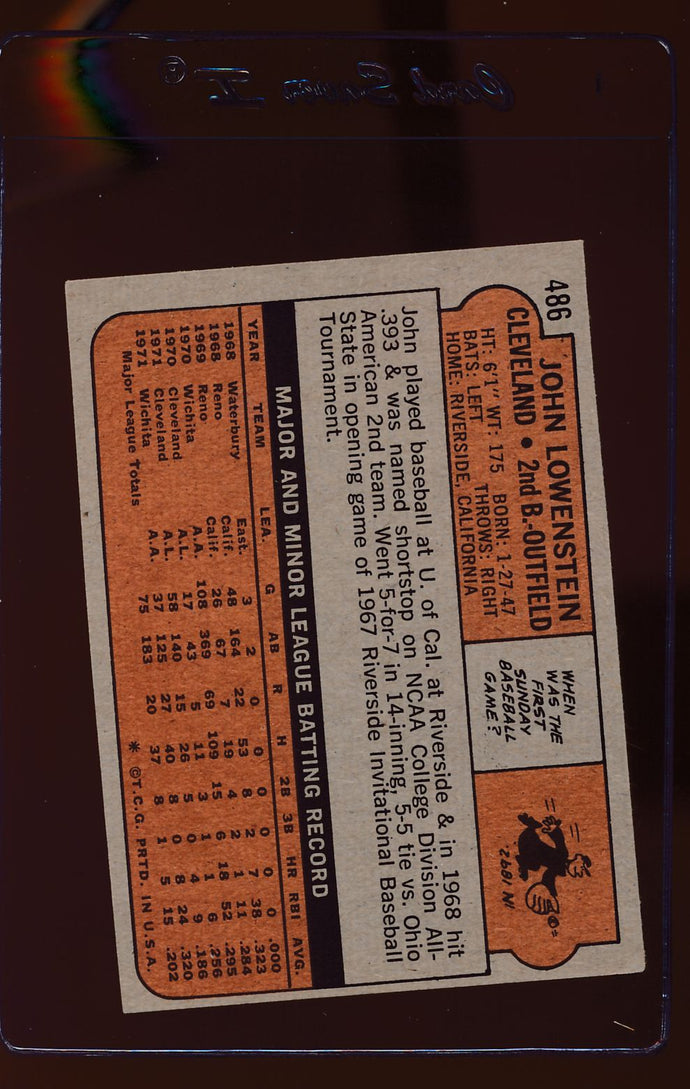 Card Saver II®
486
JOHN LOWENSTEIN
CLEVELAND • 2nd B.-OUTFIELD
HT: 6'1" WT: 175 BORN: 1-27-47
BATS: LEFT THROWS: RIGHT
HOME: RIVERSIDE, CALIFORNIA
WHEN
WAS THE
FIRST
SUNDAY
BASEBALL
GAME?
IN 1892.
John played baseball at U. of Cal. at Riverside & in 1968 hit
.393 & was named shortstop on NCAA College Division All-
American 2nd team. Went 5-for-7 in 14-inning, 5-5 tie vs. Ohio
State in opening game of 1967 Riverside Invitational Baseball
Tournament.
MAJOR AND MINOR LEAGUE BATTING RECORD
YEAR TEAM LEA. G AB R H 2B 3B HR RBI AVG.
1968 Waterbury East. 3 2 0 0 0 0 0 0 .000
1968 Reno Calif. 48 164 22 53 8 2 7 38 .323
1969 Reno Calif. 26 67 7 19 4 2 1 11 .284
1970 Wichita A.A. 108 369 69 109 15 6 18 52 .295
1970 Cleveland A.L. 17 43 5 11 3 1 1 6 .256
1971 Cleveland A.L. 58 140 15 26 5 0 4 9 .186
1971 Wichita A.A. 37 125 27 40 8 0 8 24 .320
Major League Totals 75 183 20 37 8 1 5 15 .202
* ©T.C.G. PRTD. IN U.S.A.